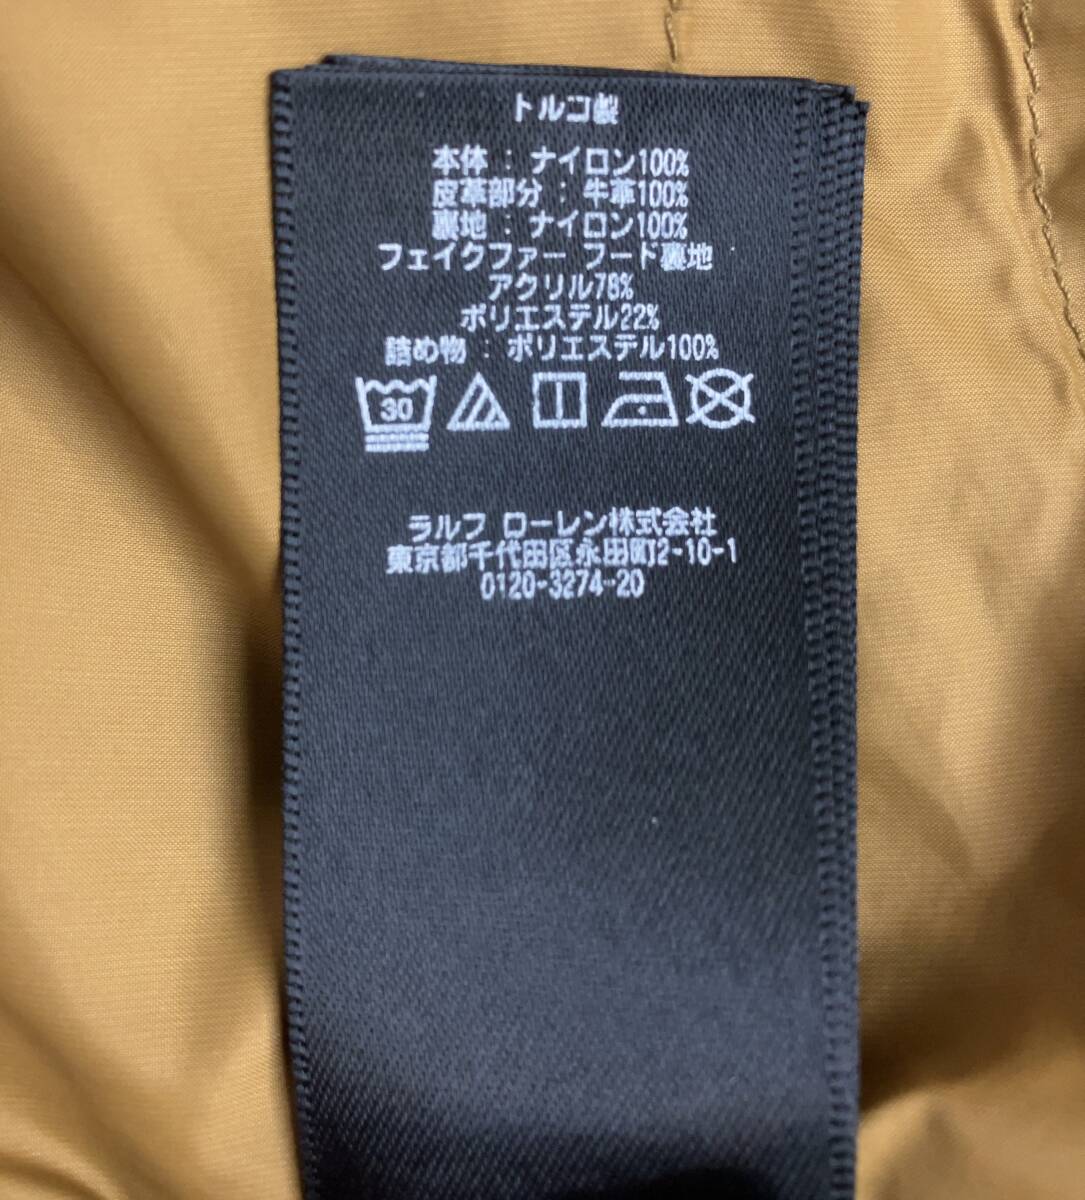 トルコ製
本体 : ナイロン100%
皮革部分 : 牛革100%
裏地 : ナイロン100%
フェイクファー フード裏地
アクリル78%
ポリエステル22%
詰め物 : ポリエステル100%
30
ラルフ ローレン株式会社
東京都千代田区永田町2-10-1
0120-3274-20